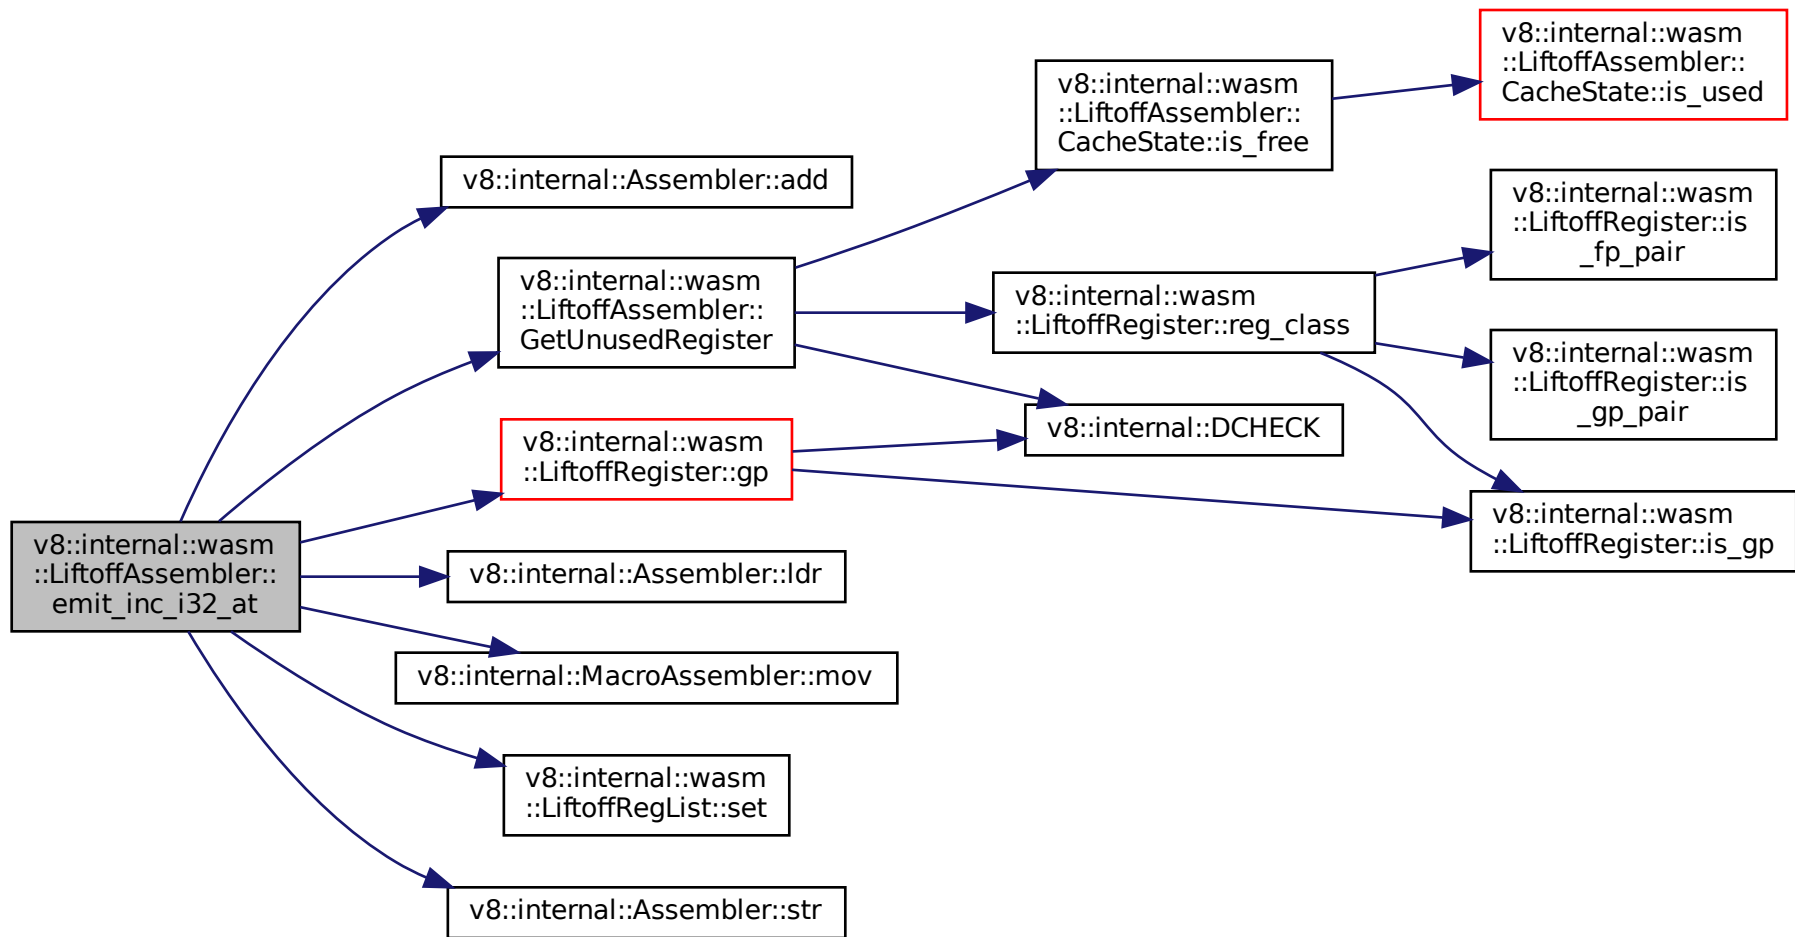 v8::internal::wasm
::LiftoffAssembler::
emit_inc_i32_at
v8::internal::Assembler::add
v8::internal::wasm
::LiftoffAssembler::
GetUnusedRegister
v8::internal::wasm
::LiftoffRegister::gp
v8::internal::Assembler::ldr
v8::internal::MacroAssembler::mov
v8::internal::wasm
::LiftoffRegList::set
v8::internal::Assembler::str
v8::internal::wasm
::LiftoffAssembler::
CacheState::is_free
v8::internal::wasm
::LiftoffRegister::reg_class
v8::internal::DCHECK
v8::internal::wasm
::LiftoffAssembler::
CacheState::is_used
v8::internal::wasm
::LiftoffRegister::is
_fp_pair
v8::internal::wasm
::LiftoffRegister::is
_gp_pair
v8::internal::wasm
::LiftoffRegister::is_gp